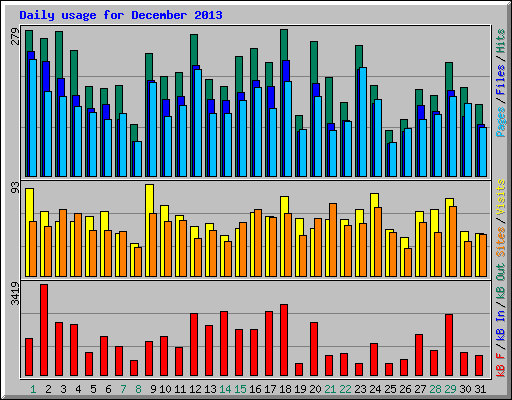 Daily usage for December 2013
279
Pages / Files / Hits
93
Sites / Visits
3419
kB F / kB In / kB Out
1 2 3 4 5 6 7 8 9 10 11 12 13 14 15 16 17 18 19 20 21 22 23 24 25 26 27 28 29 30 31